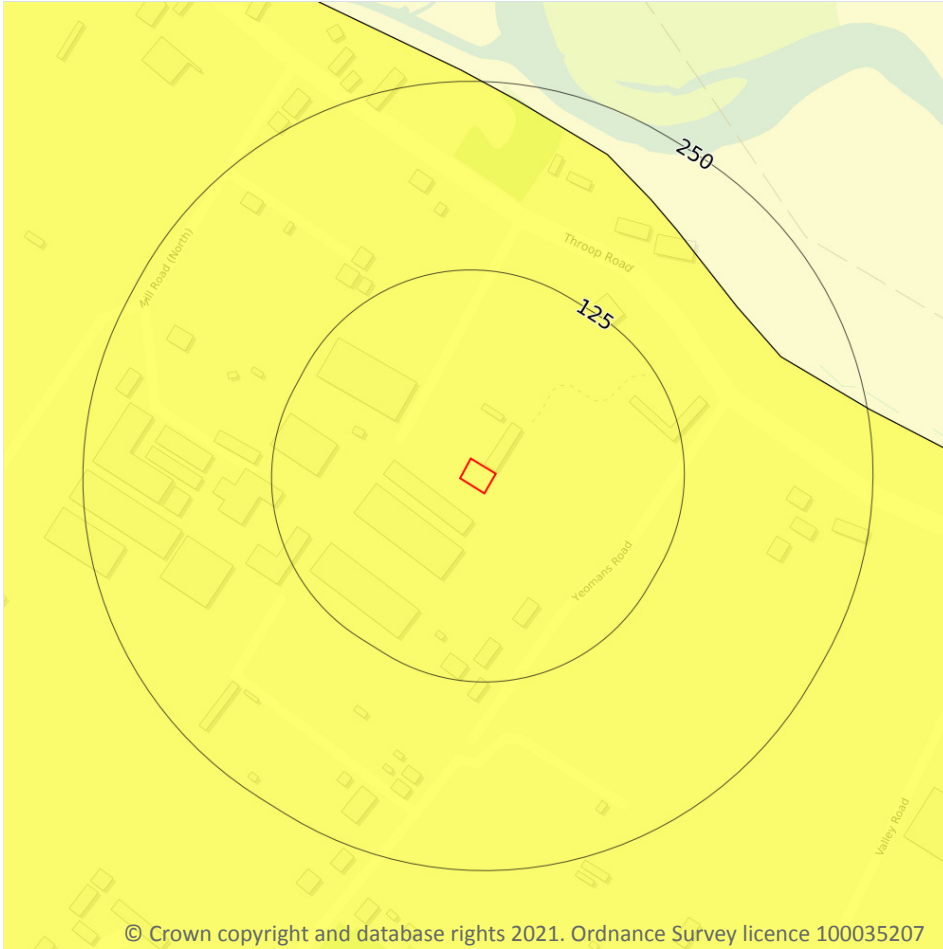 250
Throop Road
Mill Road (North)
125
Yeomans Road
Valley Road
© Crown copyright and database rights 2021. Ordnance Survey licence 100035207